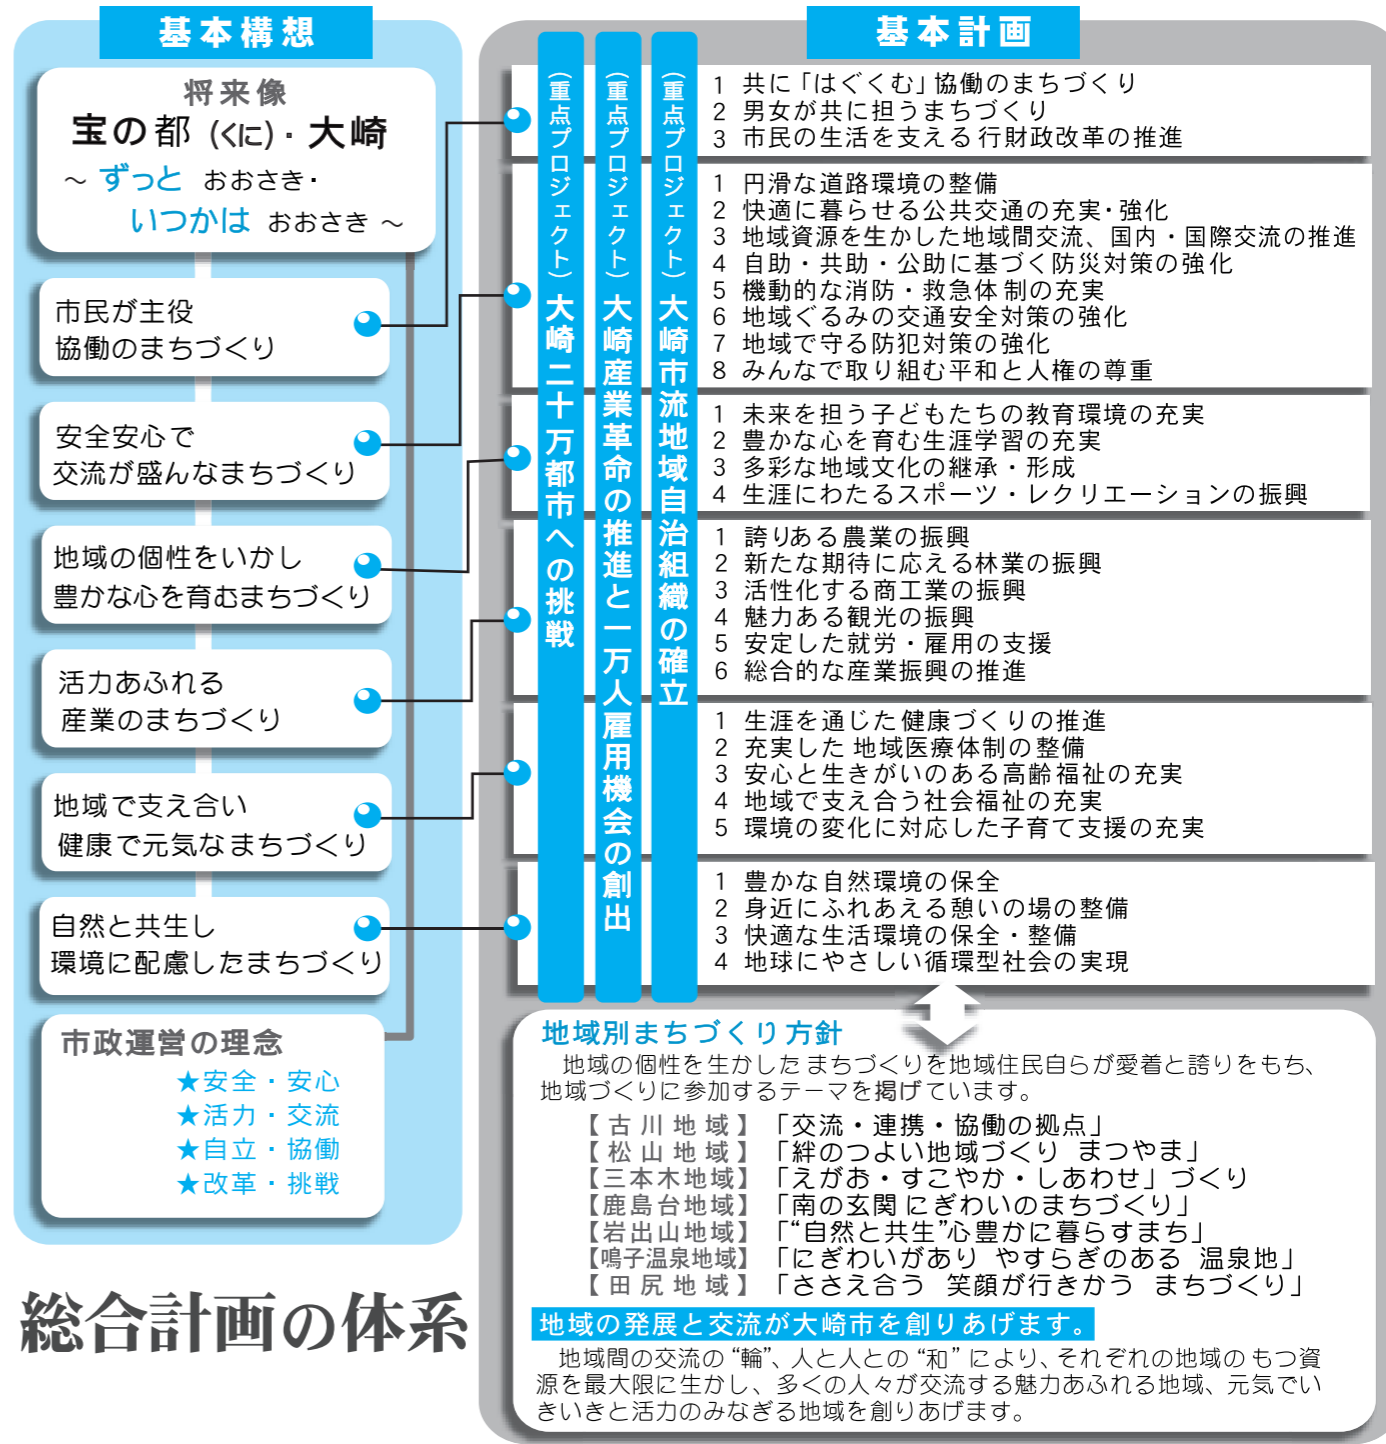 基本構想
将来像
宝の都 (くに)・大崎
～ ずっと おおさき・
いつかは おおさき ～
市民が主役
協働のまちづくり
安全安心で
交流が盛んなまちづくり
地域の個性をいかし
豊かな心を育むまちづくり
活力あふれる
産業のまちづくり
地域で支え合い
健康で元気なまちづくり
自然と共生し
環境に配慮したまちづくり
市政運営の理念
★安全・安心
★活力・交流
★自立・協働
★改革・挑戦
総合計画の体系
基本計画
（重点プロジェクト）大崎二十万都市への挑戦
（重点プロジェクト）大崎産業革命の推進と一万人雇用機会の創出
（重点プロジェクト）大崎市流地域自治組織の確立
1 共に「はぐくむ」協働のまちづくり
2 男女が共に担うまちづくり
3 市民の生活を支える行財政改革の推進
1 円滑な道路環境の整備
2 快適に暮らせる公共交通の充実・強化
3 地域資源を生かした地域間交流、国内・国際交流の推進
4 自助・共助・公助に基づく防災対策の強化
5 機動的な消防・救急体制の充実
6 地域ぐるみの交通安全対策の強化
7 地域で守る防犯対策の強化
8 みんなで取り組む平和と人権の尊重
1 未来を担う子どもたちの教育環境の充実
2 豊かな心を育む生涯学習の充実
3 多彩な地域文化の継承・形成
4 生涯にわたるスポーツ・レクリエーションの振興
1 誇りある農業の振興
2 新たな期待に応える林業の振興
3 活性化する商工業の振興
4 魅力ある観光の振興
5 安定した就労・雇用の支援
6 総合的な産業振興の推進
1 生涯を通じた健康づくりの推進
2 充実した地域医療体制の整備
3 安心と生きがいのある高齢福祉の充実
4 地域で支え合う社会福祉の充実
5 環境の変化に対応した子育て支援の充実
1 豊かな自然環境の保全
2 身近にふれあえる憩いの場の整備
3 快適な生活環境の保全・整備
4 地球にやさしい循環型社会の実現
地域別まちづくり方針
地域の個性を生かしたまちづくりを地域住民自らが愛着と誇りをもち、
地域づくりに参加するテーマを掲げています。
【古川地域】「交流・連携・協働の拠点」
【松山地域】「絆のつよい地域づくり まつやま」
【三本木地域】「えがお・すこやか・しあわせ」づくり
【鹿島台地域】「南の玄関 にぎわいのまちづくり」
【岩出山地域】「“自然と共生”心豊かに暮らすまち」
【鳴子温泉地域】「にぎわいがあり やすらぎのある 温泉地」
【田尻地域】「ささえ合う 笑顔が行きかう まちづくり」
地域の発展と交流が大崎市を創りあげます。
地域間の交流の“輪”、人と人との“和”により、それぞれの地域のもつ資
源を最大限に生かし、多くの人々が交流する魅力あふれる地域、元気でい
きいきと活力のみなぎる地域を創りあげます。